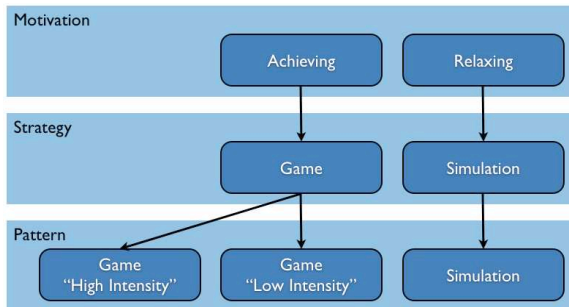 Motivation
Achieving
Relaxing
Strategy
Game
Simulation
Pattern
Game
"High Intensity"
Game
"Low Intensity"
Simulation